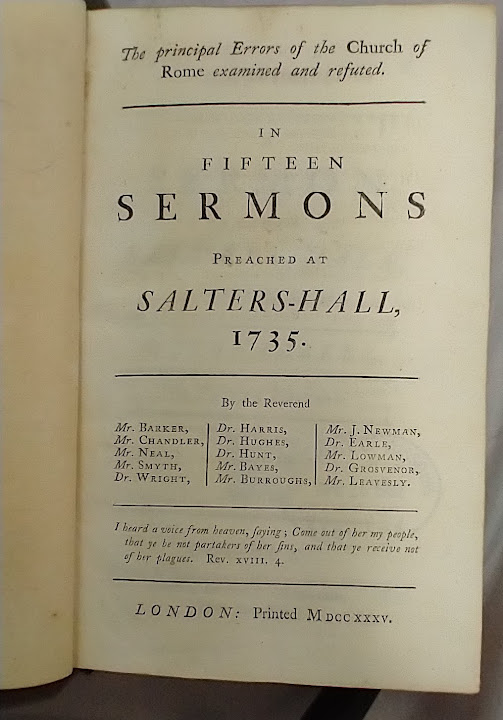 The principal Errors of the Church of
Rome examined and refuted.
IN
FIFTEEN
SERMONS
PREACHED AT
SALTERS-HALL,
1735.
By the Reverend
Mr. BARKER,
Mr. CHANDLER,
Mr. NEAL,
Mr. SMYTH,
Dr. WRIGHT,
Dr. HARRIS,
Dr. HUGHES,
Dr. HUNT,
Mr. BAYES,
Mr. BURROUGHS,
Mr. J. NEWMAN,
Dr. EARLE,
Mr. LOWMAN,
Dr. GROSVENOR,
Mr. LEAVESLY.
I heard a voice from heaven, ſaying; Come out of her my people,
that ye be not partakers of her ſins, and that ye receive not
of her plagues. Rev. XVIII. 4.
LONDON: Printed MDCCXXXV.